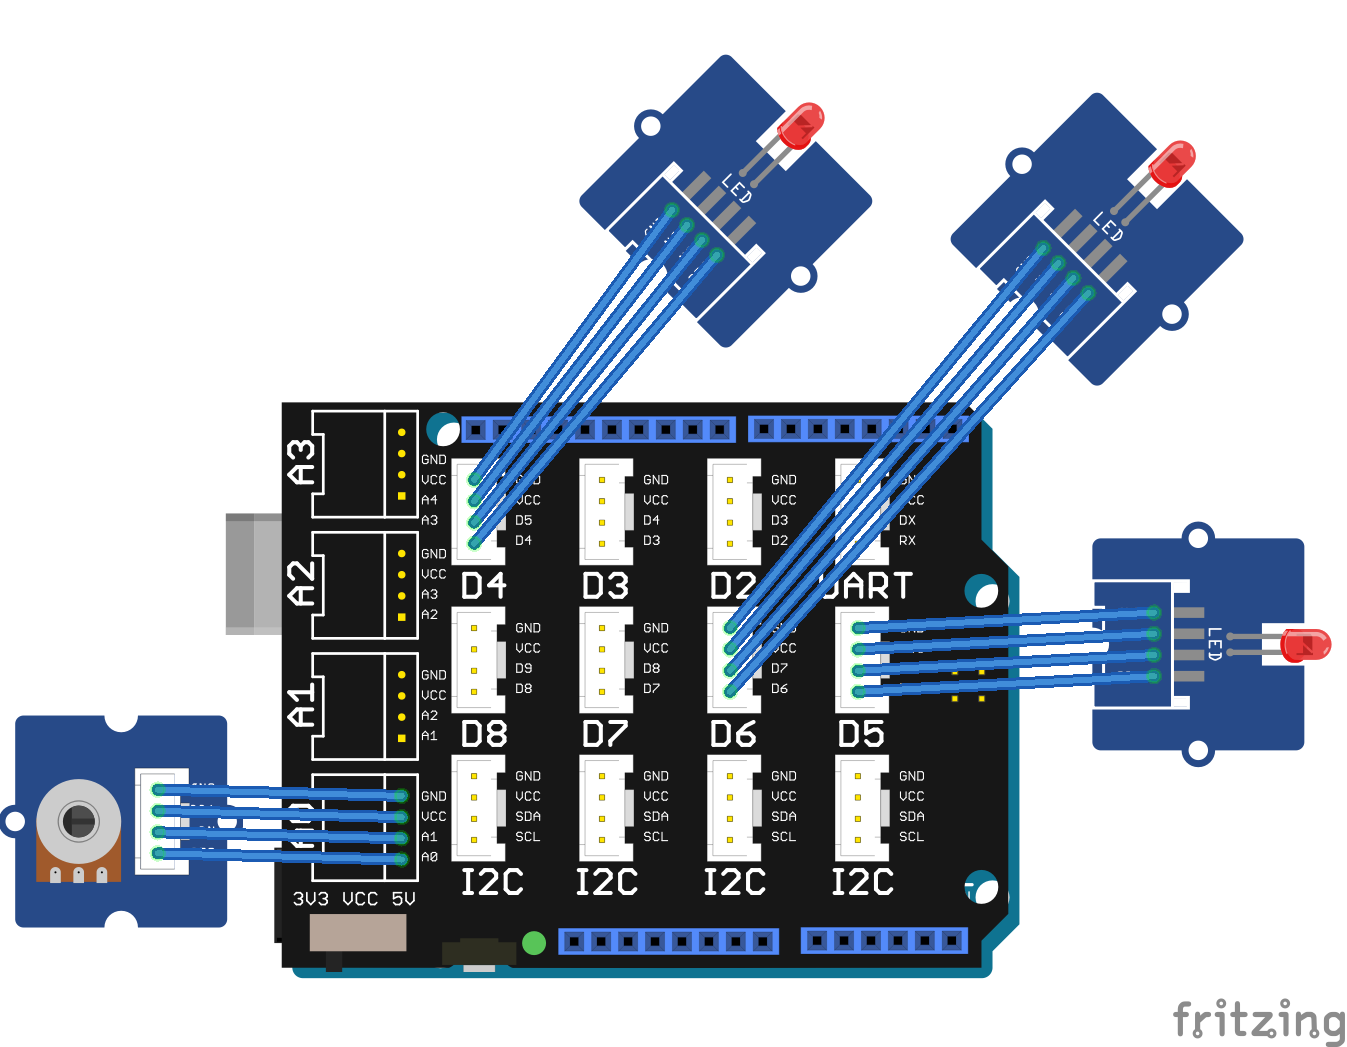 LED
LED
A3
GND
VCC
A4
A3
GND
VCC
D5
D4
D4
GND
VCC
D4
D3
D3
GND
VCC
D3
D2
D2
DX
RX
UART
A2
GND
VCC
A3
A2
A1
GND
VCC
A2
A1
GND
VCC
D9
D8
D8
GND
VCC
D8
D7
D7
VCC
D7
D6
D6
D5
LED
GND
VCC
A1
A0
GND
VCC
SDA
SCL
I2C
GND
VCC
SDA
SCL
I2C
GND
VCC
SDA
SCL
I2C
GND
VCC
SDA
SCL
I2C
3V3 VCC 5V
fritzing